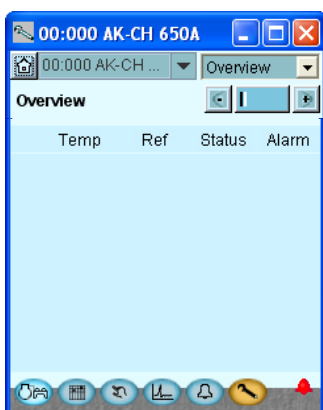 00:000 AK-CH 650A
00:000 AK-CH ... Overview
Overview
Temp Ref Status Alarm